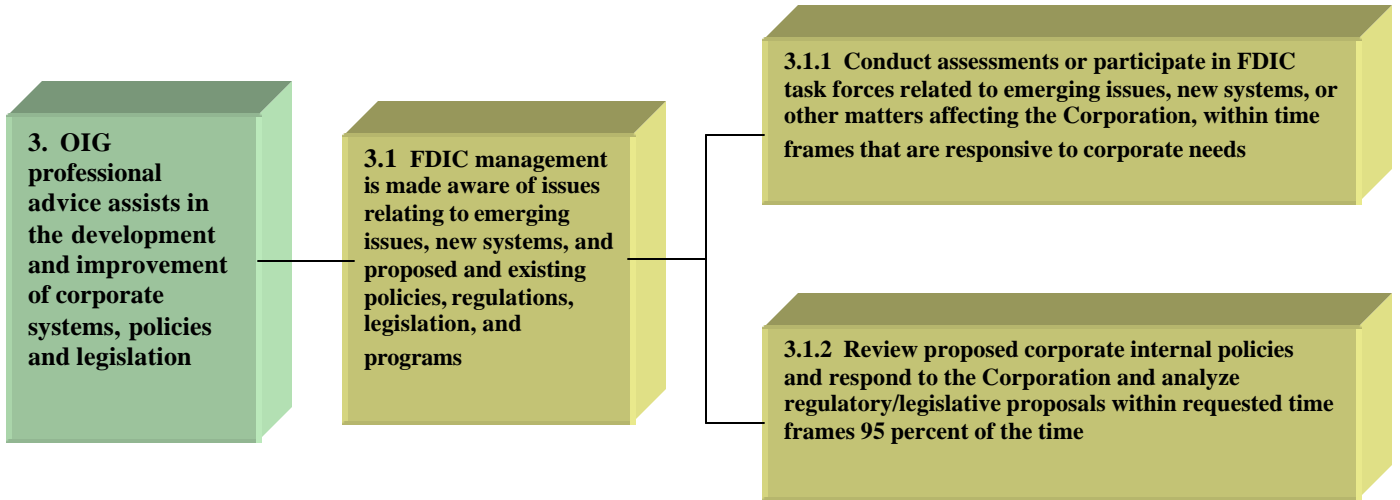 3. OIG
professional
advice assists in
the development
and improvement
of corporate
systems, policies
and legislation
3.1 FDIC management
is made aware of issues
relating to emerging
issues, new systems, and
proposed and existing
policies, regulations,
legislation, and
programs
3.1.1 Conduct assessments or participate in FDIC
task forces related to emerging issues, new systems, or
other matters affecting the Corporation, within time
frames that are responsive to corporate needs
3.1.2 Review proposed corporate internal policies
and respond to the Corporation and analyze
regulatory/legislative proposals within requested time
frames 95 percent of the time